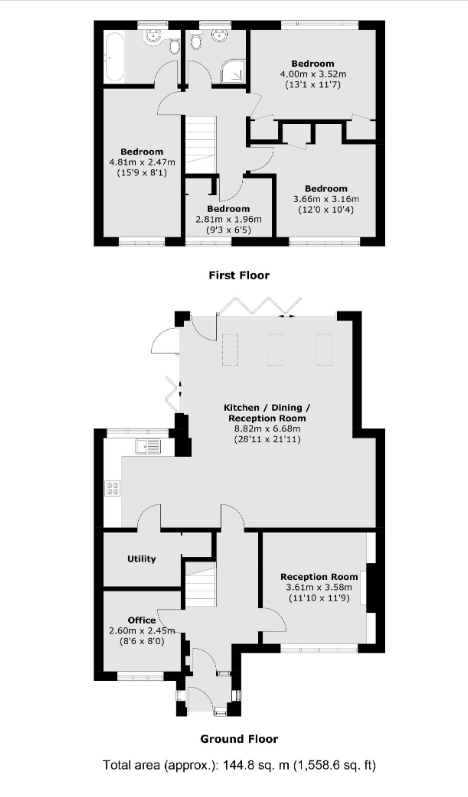 Bedroom
4.00m x 3.52m
(13'1 x 11'7)
Bedroom
4.81m x 2.47m
(15'9 x 8'1)
Bedroom
3.66m x 3.16m
(12'0 x 10'4)
Bedroom
2.81m x 1.96m
(9'3 x 6'5)
First Floor
Kitchen / Dining /
Reception Room
8.82m x 6.68m
(28'11 x 21'11)
Utility
Reception Room
3.61m x 3.58m
(11'10 x 11'9)
Office
2.60m x 2.45m
(8'6 x 8'0)
Ground Floor
Total area (approx.): 144.8 sq. m (1,558.6 sq. ft)